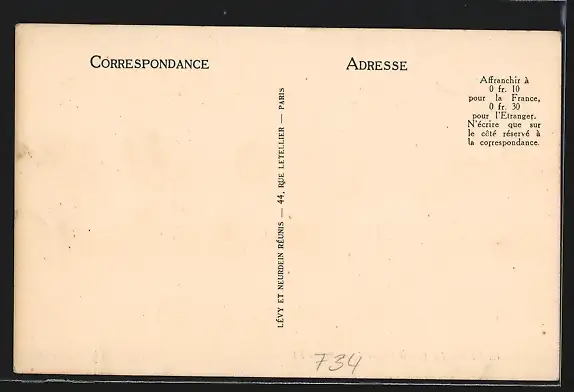 CORRESPONDANCE
ADRESSE
Affranchir à
0 fr. 10
pour la France,
0 fr. 30
pour l'Etranger.
N'écrire que sur
le côté réservé à
la correspondance.
LÉVY ET NEURDEIN RÉUNIS — 44, RUE LETELLIER — PARIS
734